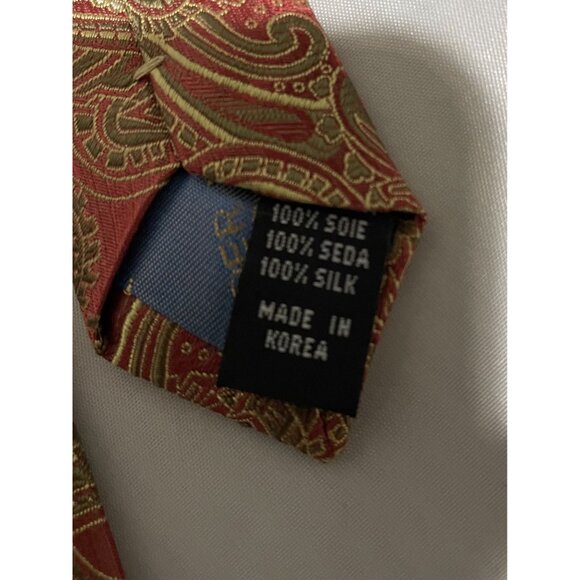 100% SOIE
100% SEDA
100% SILK
MADE IN
KOREA